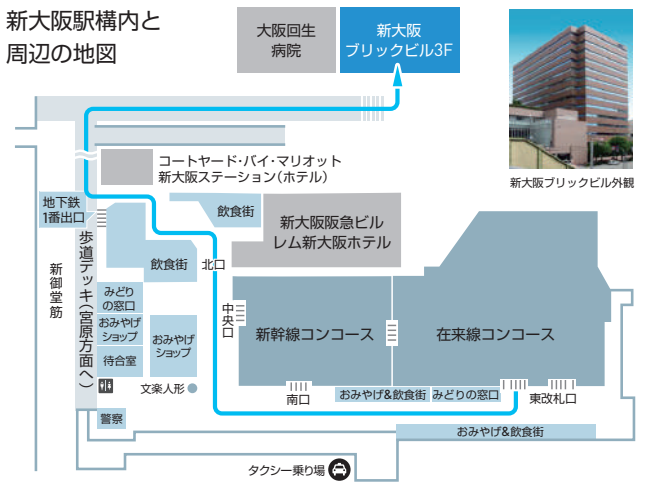 新大阪駅構内と
周辺の地図
大阪回生
病院
新大阪
ブリックビル3F
新大阪ブリックビル外観
コートヤード・バイ・マリオット
新大阪ステーション（ホテル）
地下鉄
1番出口
飲食街
新大阪阪急ビル
レム新大阪ホテル
新御堂筋
歩道デッキ（宮原方面へ）
飲食街
北口
みどり
の窓口
おみやげ
ショップ
おみやげ
ショップ
待合室
中央口
新幹線コンコース
在来線コンコース
文楽人形
南口
おみやげ&飲食街
みどりの窓口
東改札口
警察
おみやげ&飲食街
タクシー乗り場